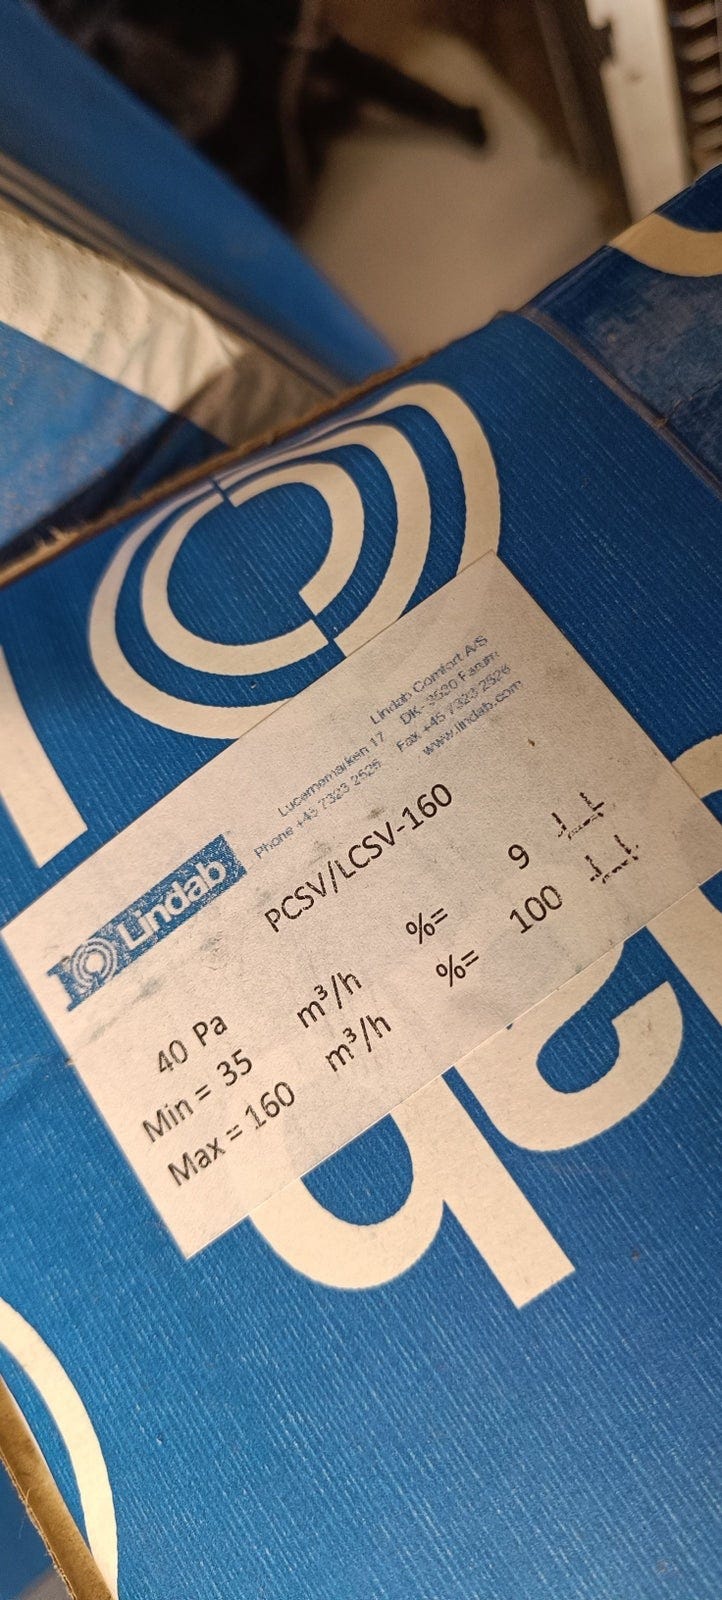 Lindab
Lindab Comfort A/S
Lucernemarken 17 DK-3520 Farum
Phone +45 7323 2525 Fax +45 7323 2526
www.lindab.com
PCSV/LCSV-160
40 Pa
Min = 35 m³/h %= 9
Max = 160 m³/h %= 100